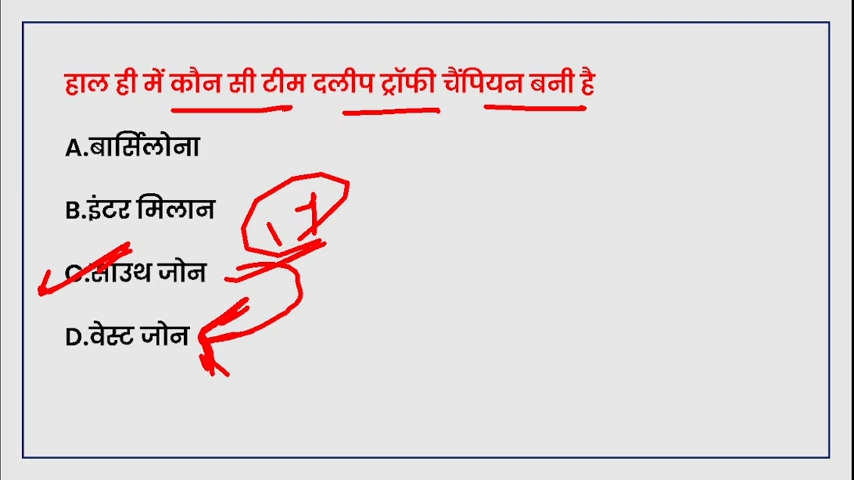 हाल ही में कौन सी टीम दलीप ट्रॉफी चैंपियन बनी है
A.बार्सिलोना
B.इंटर मिलान
C.साउथ जोन
D.वेस्ट जोन